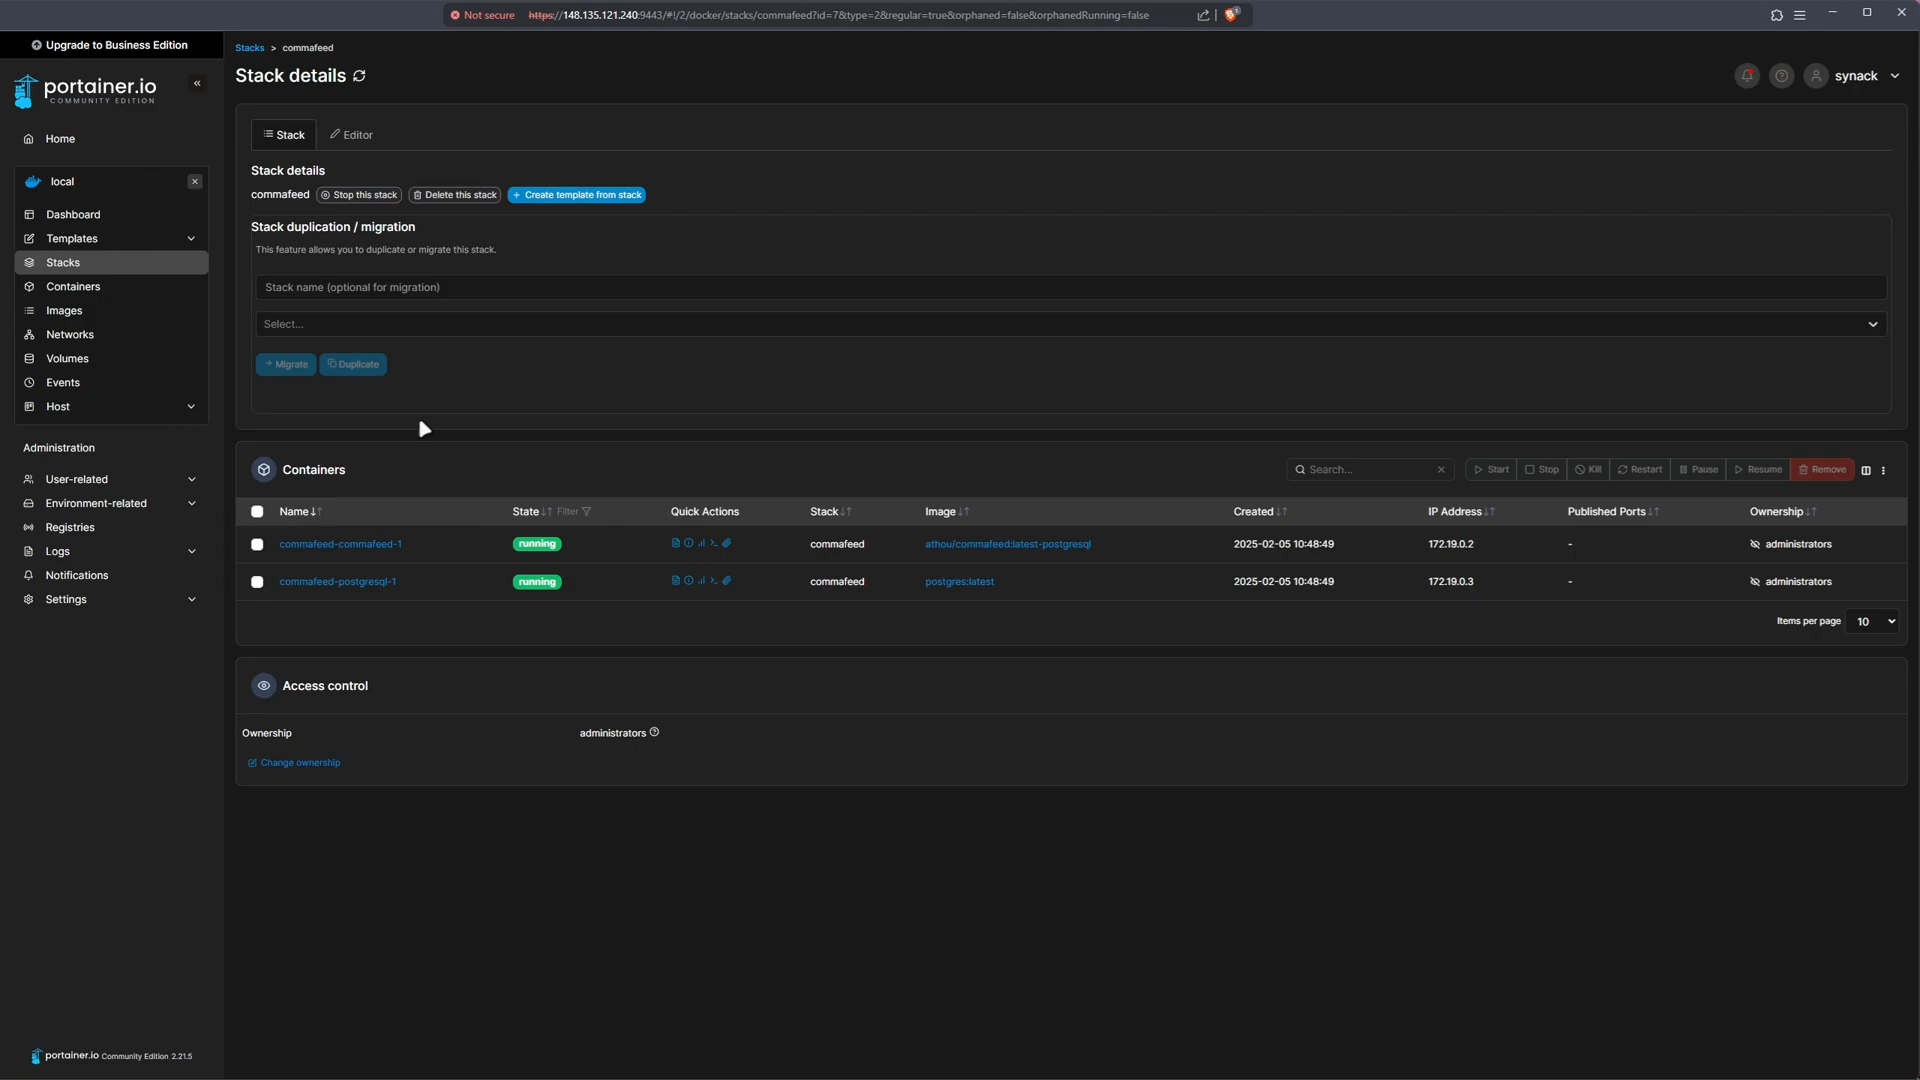 Not secure https://148.135.121.240:9443/#!/2/docker/stacks/commafeed?id=7&type=2&regular=true&orphaned=false&orphanedRunning=false
1
Upgrade to Business Edition
portainer.io
COMMUNITY EDITION
Home
local
Dashboard
Templates
Stacks
Containers
Images
Networks
Volumes
Events
Host
Administration
User-related
Environment-related
Registries
Logs
Notifications
Settings
portainer.io Community Edition 2.21.5
Stacks > commafeed
Stack details
synack
Stack Editor
Stack details
commafeed Stop this stack Delete this stack + Create template from stack
Stack duplication / migration
This feature allows you to duplicate or migrate this stack.
Stack name (optional for migration)
Select...
Migrate Duplicate
Containers Search... Start Stop Kill Restart Pause Resume Remove
Name State Filter Quick Actions Stack Image Created IP Address Published Ports Ownership
commafeed-commafeed-1 running commafeed athou/commafeed:latest-postgresql 2025-02-05 10:48:49 172.19.0.2 - administrators
commafeed-postgresql-1 running commafeed postgres:latest 2025-02-05 10:48:49 172.19.0.3 - administrators
Items per page 10
Access control
Ownership administrators
Change ownership